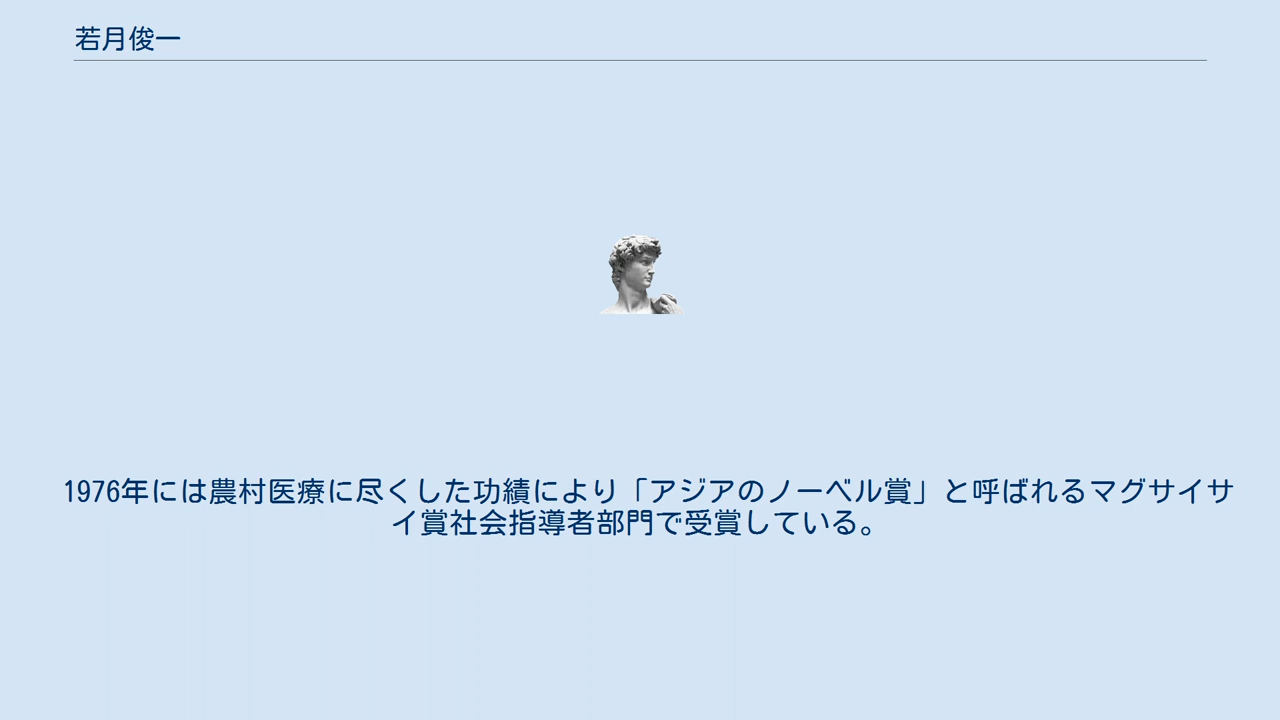 若月俊一
1976年には農村医療に尽くした功績により「アジアのノーベル賞」と呼ばれるマグサイサ
イ賞社会指導者部門で受賞している。